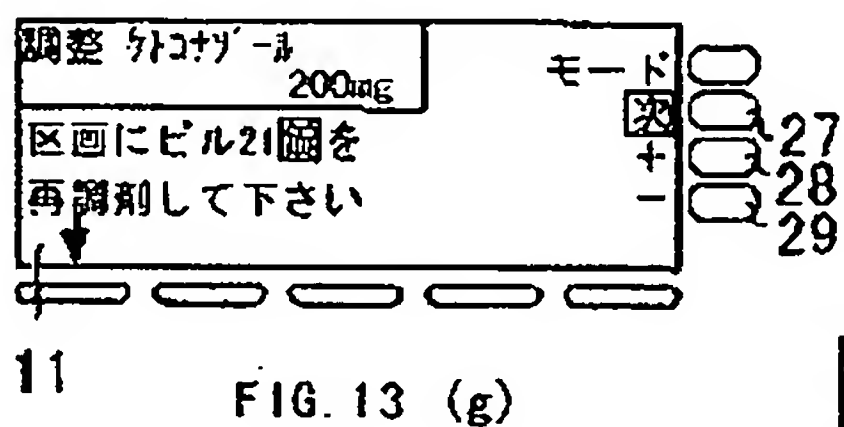 調整 ケトコナゾール
200mg
モード
次
+
-
区画にピル21個を
再調剤して下さい
27
28
29
11
FIG. 13 (g)